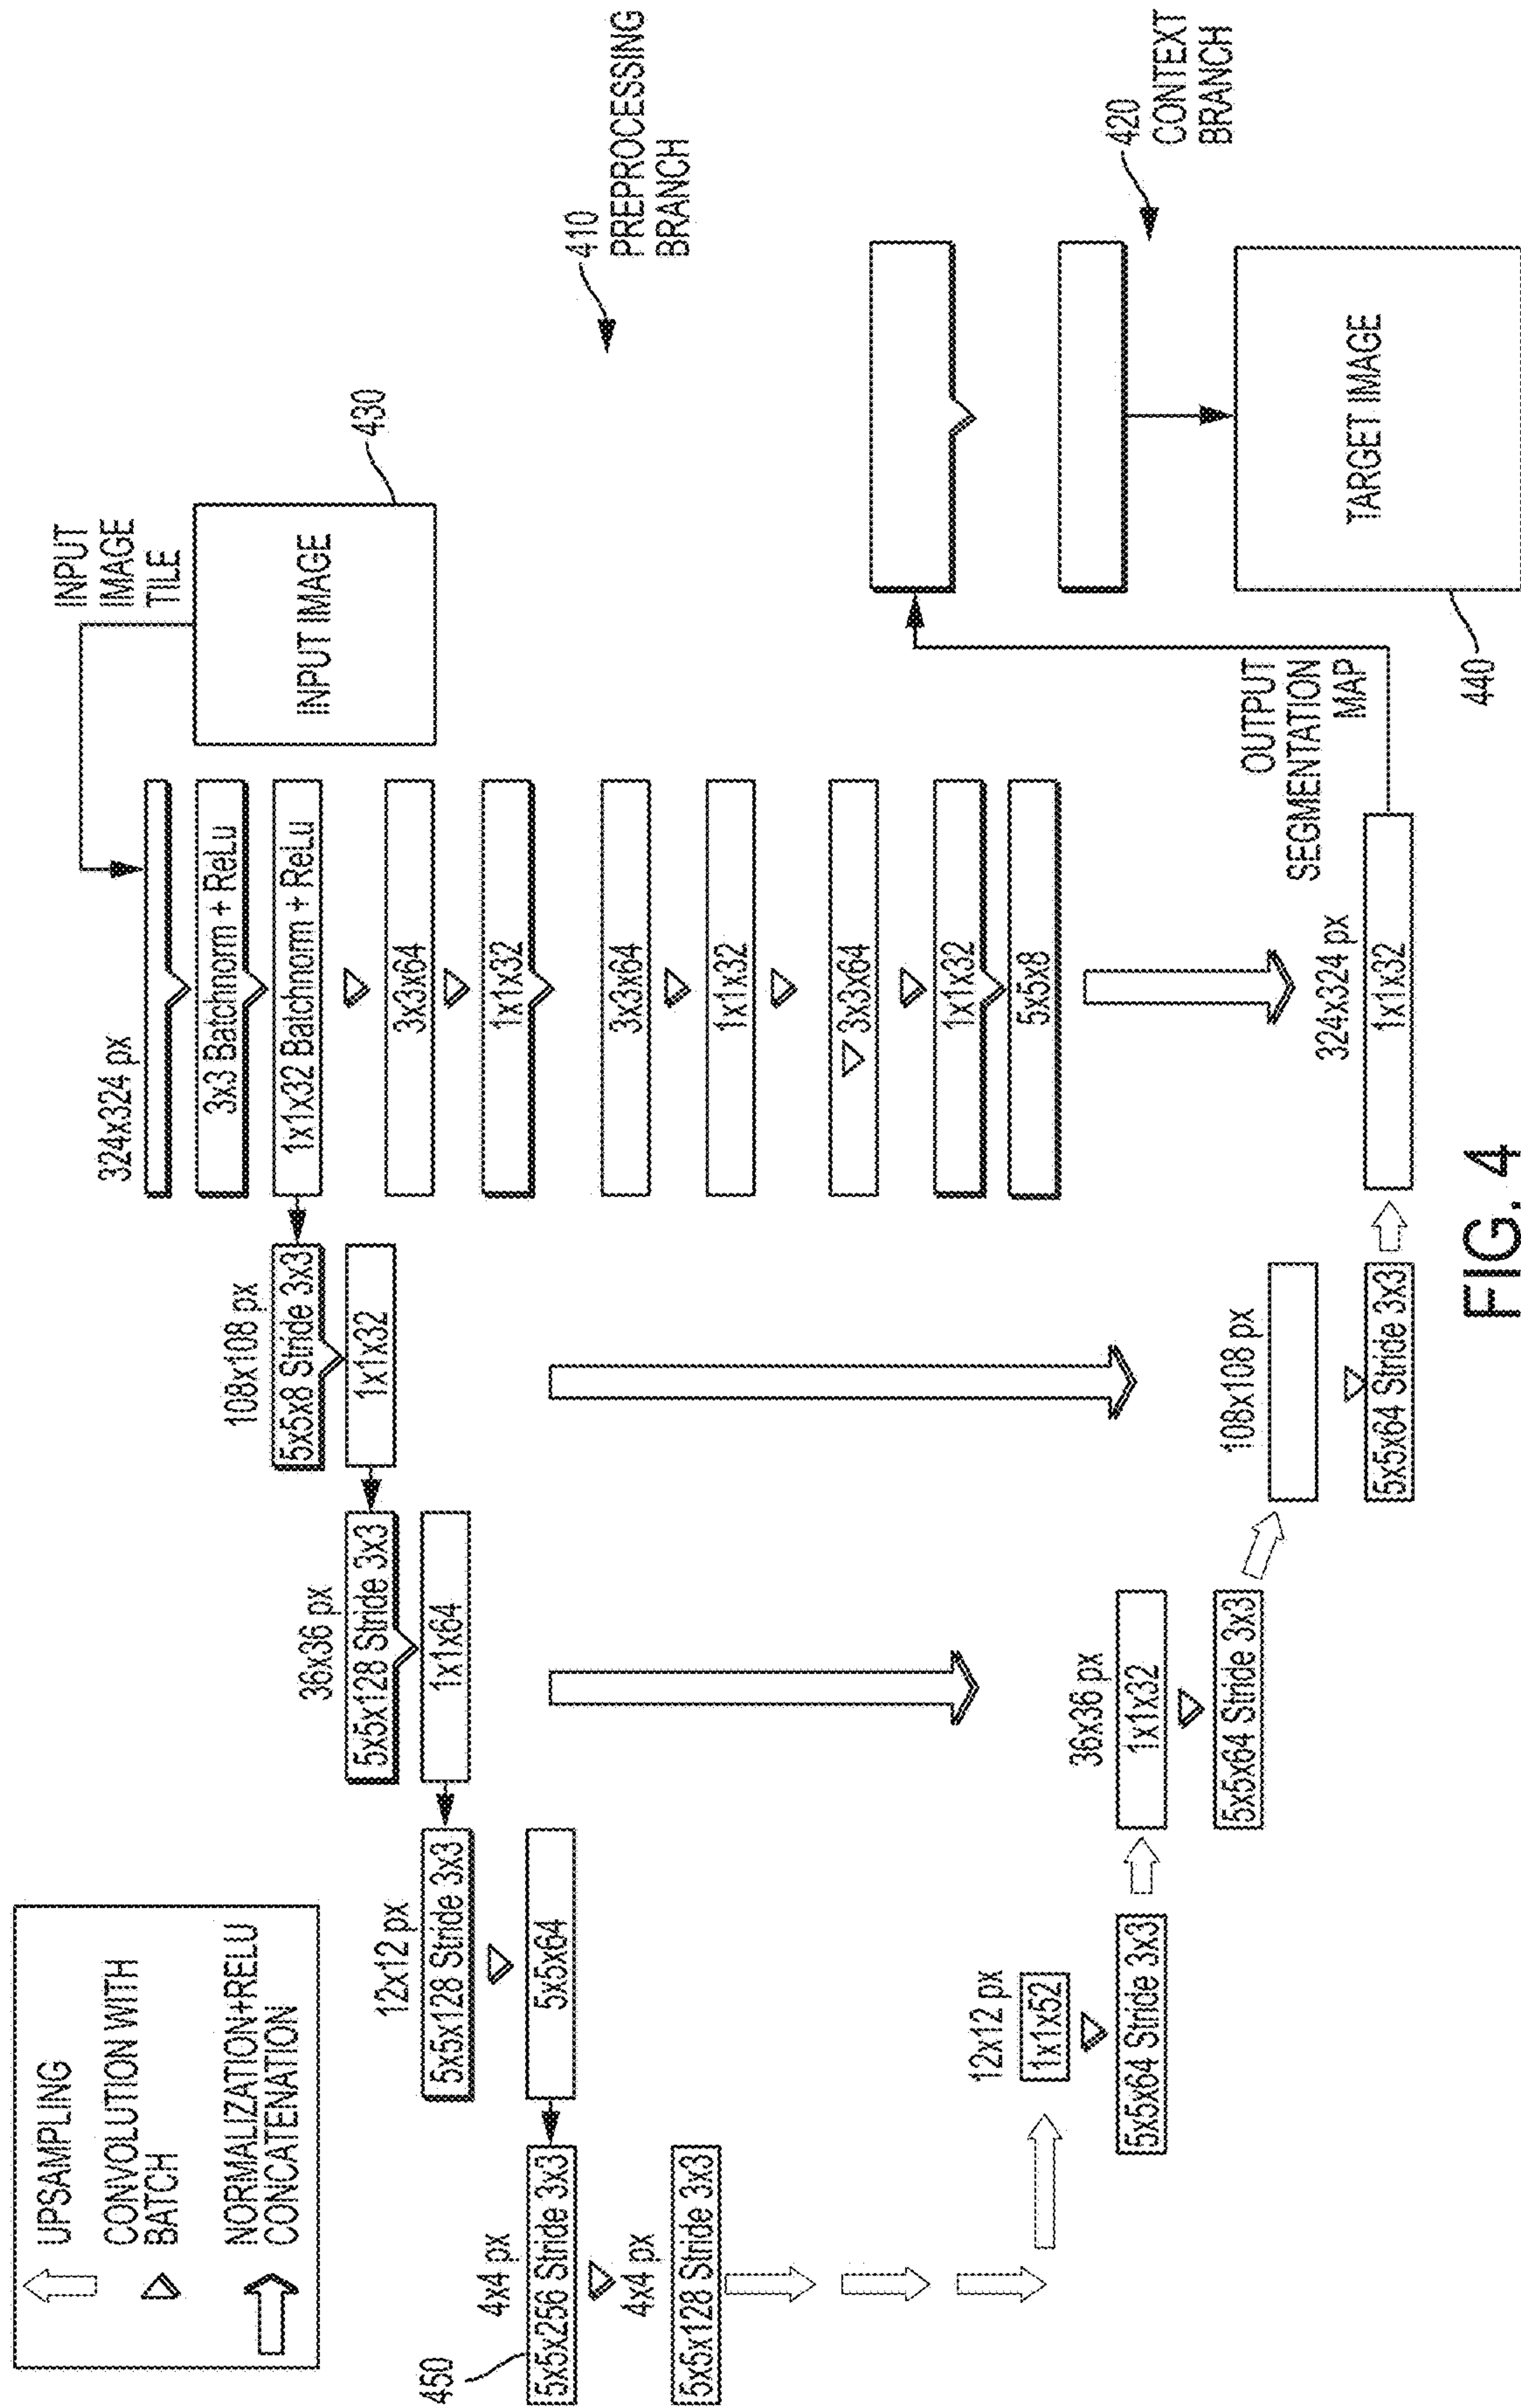 UPSAMPLING
CONVOLUTION WITH
BATCH
NORMALIZATION+RELU
CONCATENATION
INPUT
IMAGE
TILE
INPUT IMAGE
430
410
PREPROCESSING
BRANCH
324x324 px
3x3 Batchnorm + ReLu
1x1x32 Batchnorm + ReLu
3x3x64
1x1x32
3x3x64
1x1x32
3x3x64
1x1x32
5x5x8
108x108 px
5x5x8 Stride 3x3
1x1x32
36x36 px
5x5x128 Stride 3x3
1x1x64
12x12 px
5x5x128 Stride 3x3
5x5x64
4x4 px
5x5x256 Stride 3x3
450
4x4 px
5x5x128 Stride 3x3
12x12 px
1x1x52
5x5x64 Stride 3x3
36x36 px
1x1x32
5x5x64 Stride 3x3
108x108 px
5x5x64 Stride 3x3
324x324 px
1x1x32
OUTPUT
SEGMENTATION
MAP
420
CONTEXT
BRANCH
TARGET IMAGE
440
FIG. 4